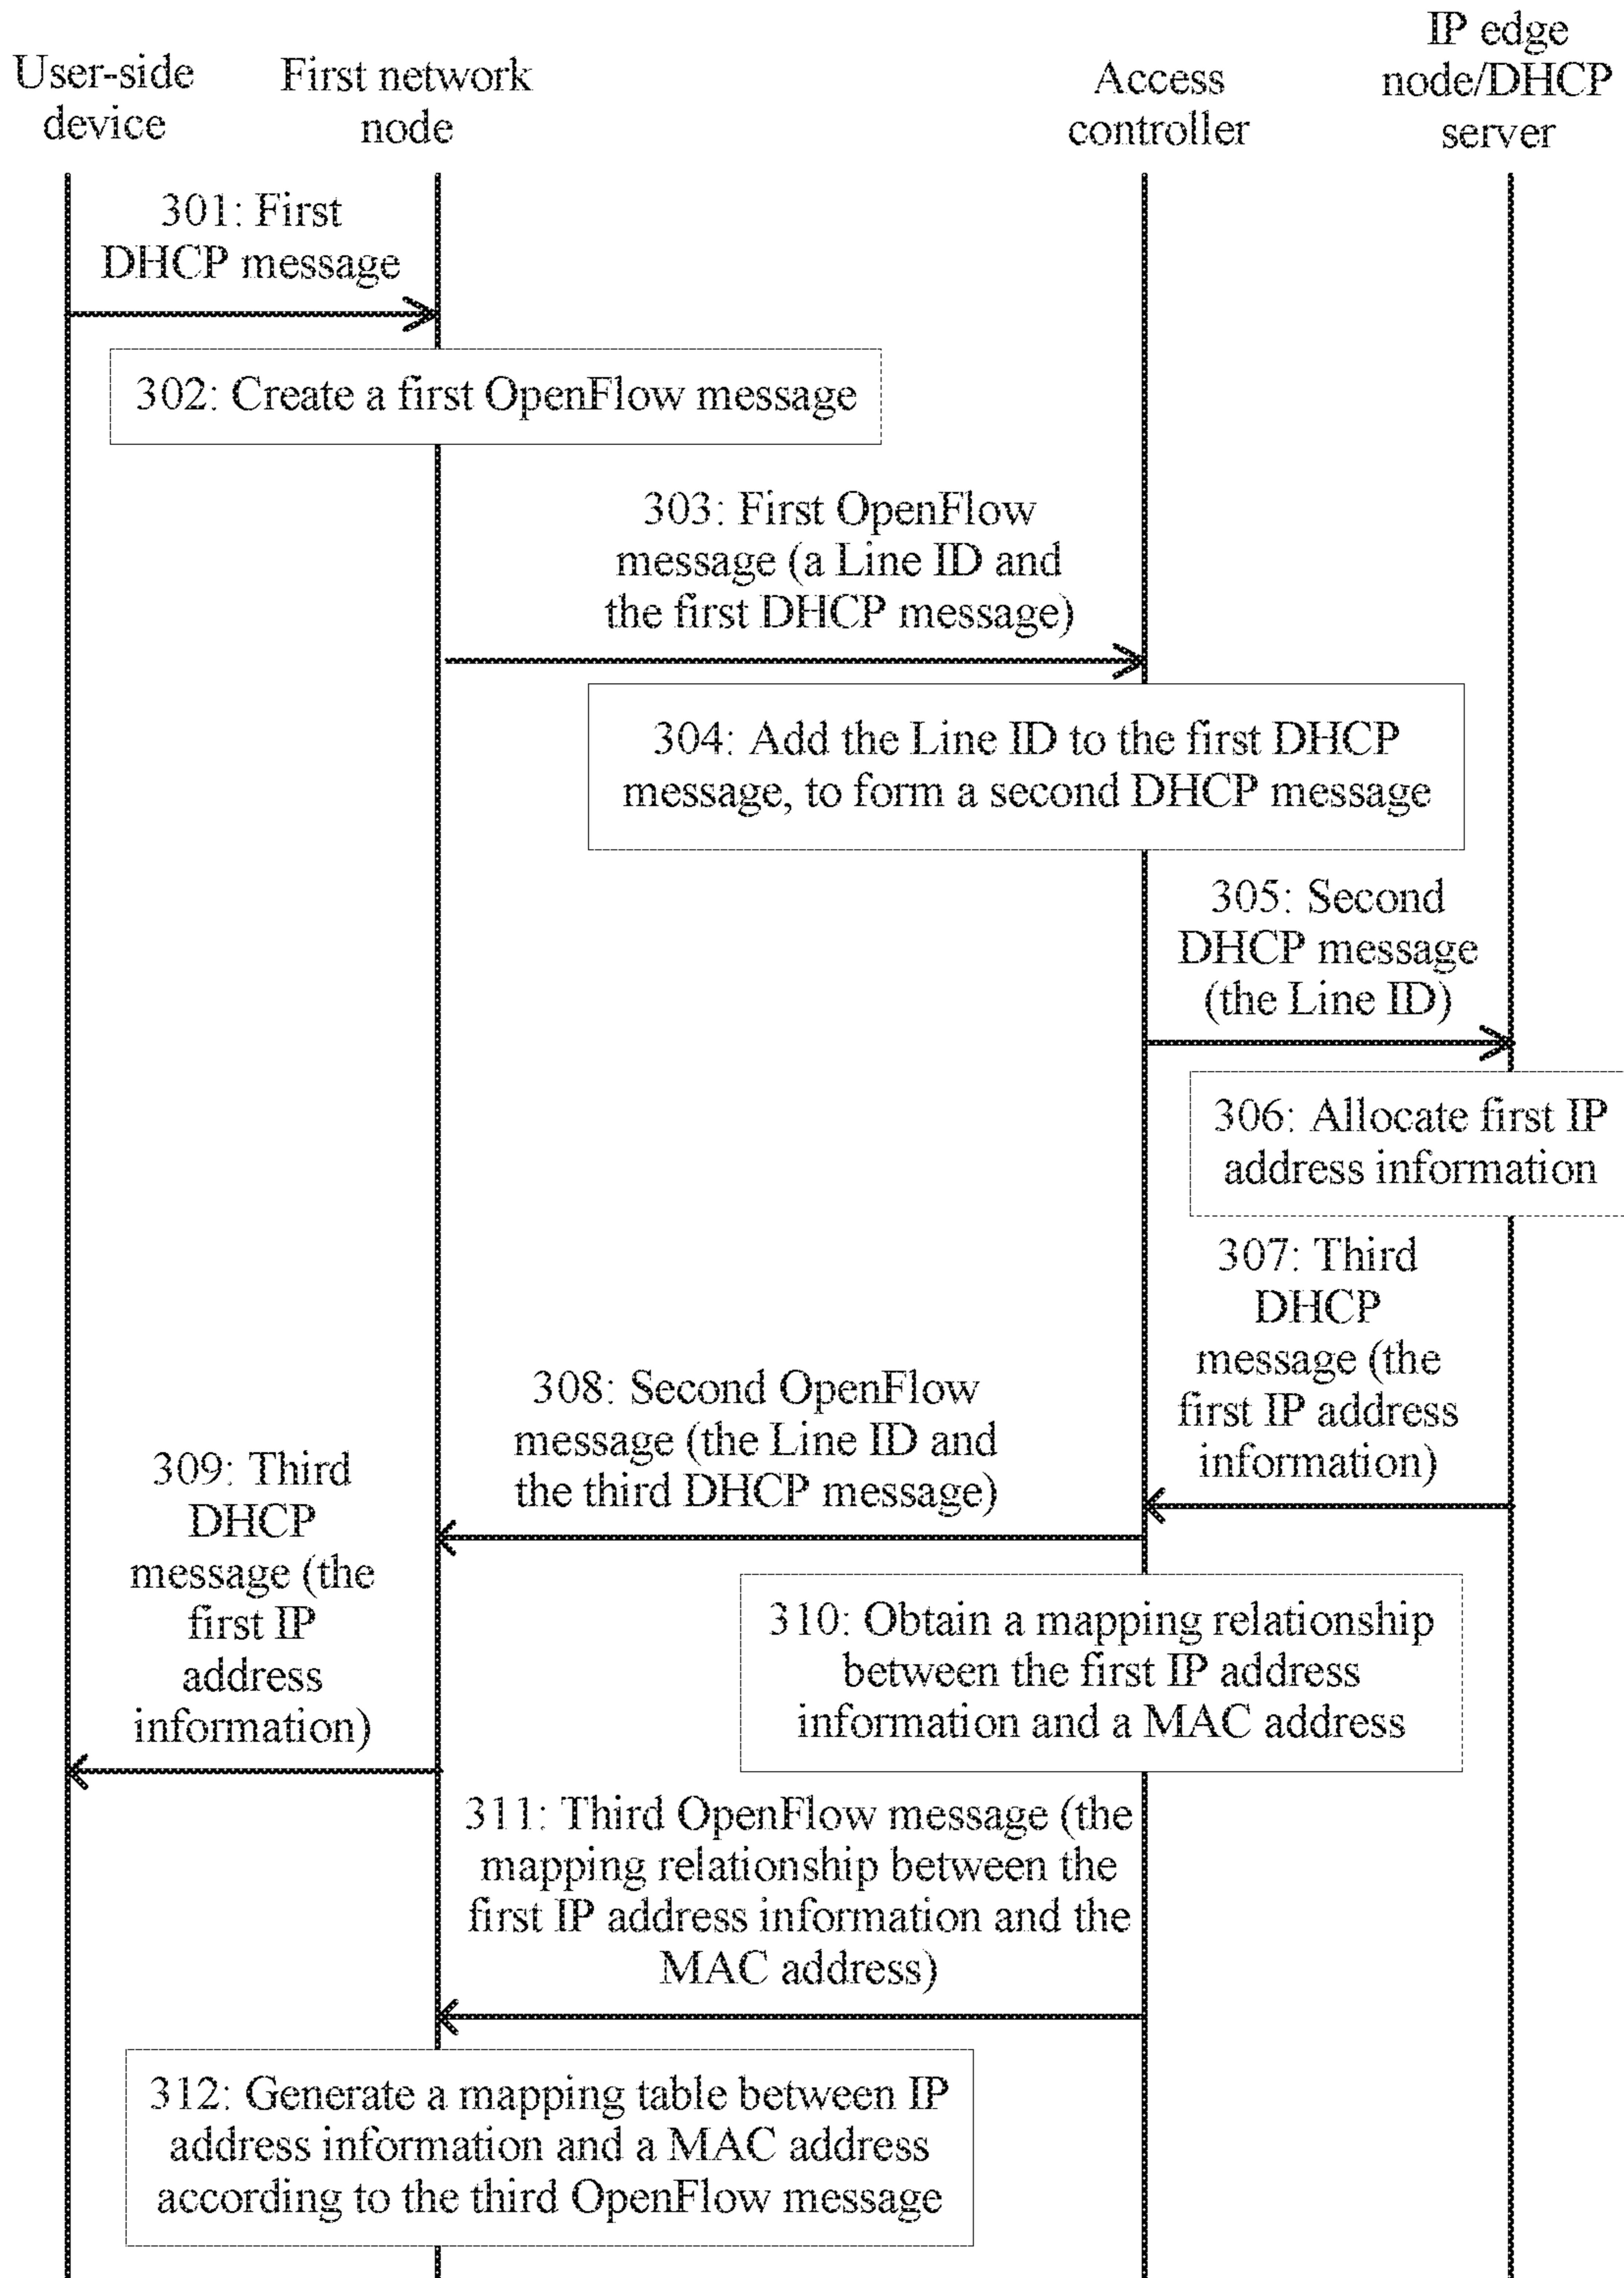 User-side
device
First network
node
Access
controller
IP edge
node/DHCP
server
301: First
DHCP message
302: Create a first OpenFlow message
303: First OpenFlow
message (a Line ID and
the first DHCP message)
304: Add the Line ID to the first DHCP
message, to form a second DHCP message
305: Second
DHCP message
(the Line ID)
306: Allocate first IP
address information
307: Third
DHCP
message (the
first IP address
information)
308: Second OpenFlow
message (the Line ID and
the third DHCP message)
309: Third
DHCP
message (the
first IP
address
information)
310: Obtain a mapping relationship
between the first IP address
information and a MAC address
311: Third OpenFlow message (the
mapping relationship between the
first IP address information and the
MAC address)
312: Generate a mapping table between IP
address information and a MAC address
according to the third OpenFlow message